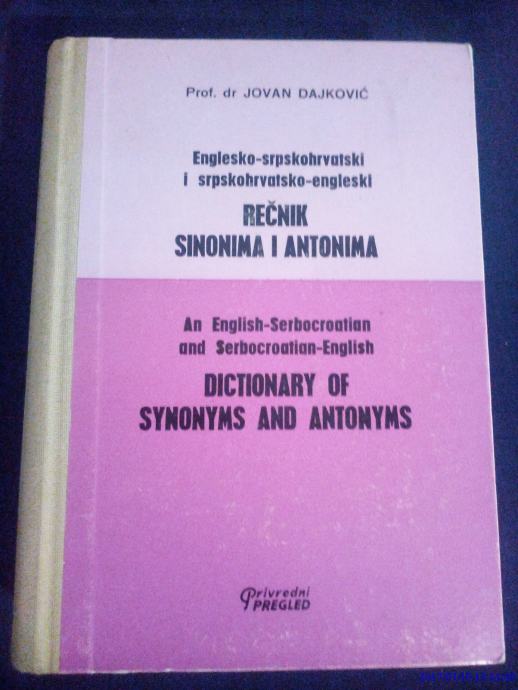 Prof. dr JOVAN DAJKOVIĆ
Englesko-srpskohrvatski
i srpskohrvatsko-engleski
REČNIK
SINONIMA I ANTONIMA
An English-Serbocroatian
and Serbocroatian-English
DICTIONARY OF
SYNONYMS AND ANTONYMS
Privredni
PREGLED